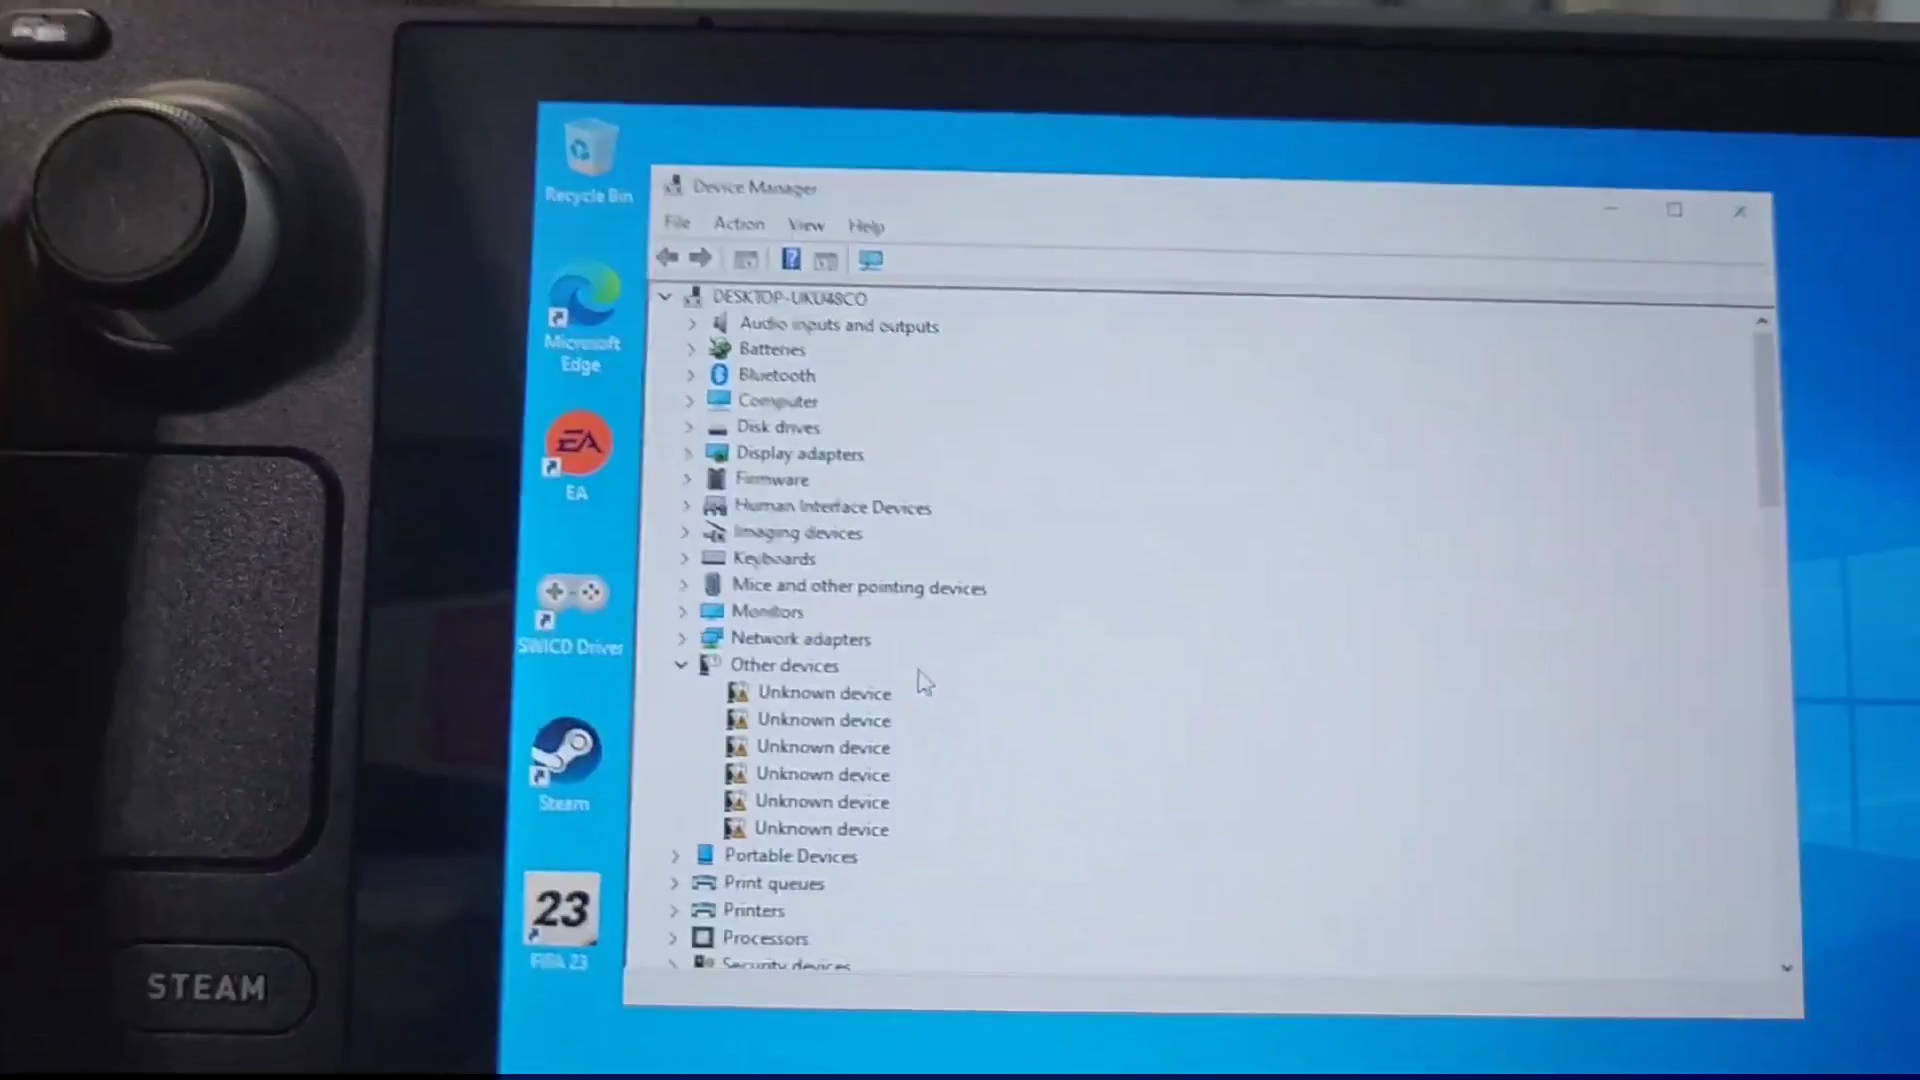 Recycle Bin
Microsoft
Edge
EA
EA
SWICD Driver
Steam
23
FIFA 23
STEAM
Device Manager
File Action View Help
DESKTOP-UKU48CO
Audio inputs and outputs
Batteries
Bluetooth
Computer
Disk drives
Display adapters
Firmware
Human Interface Devices
Imaging devices
Keyboards
Mice and other pointing devices
Monitors
Network adapters
Other devices
Unknown device
Unknown device
Unknown device
Unknown device
Unknown device
Unknown device
Portable Devices
Print queues
Printers
Processors
Security devices